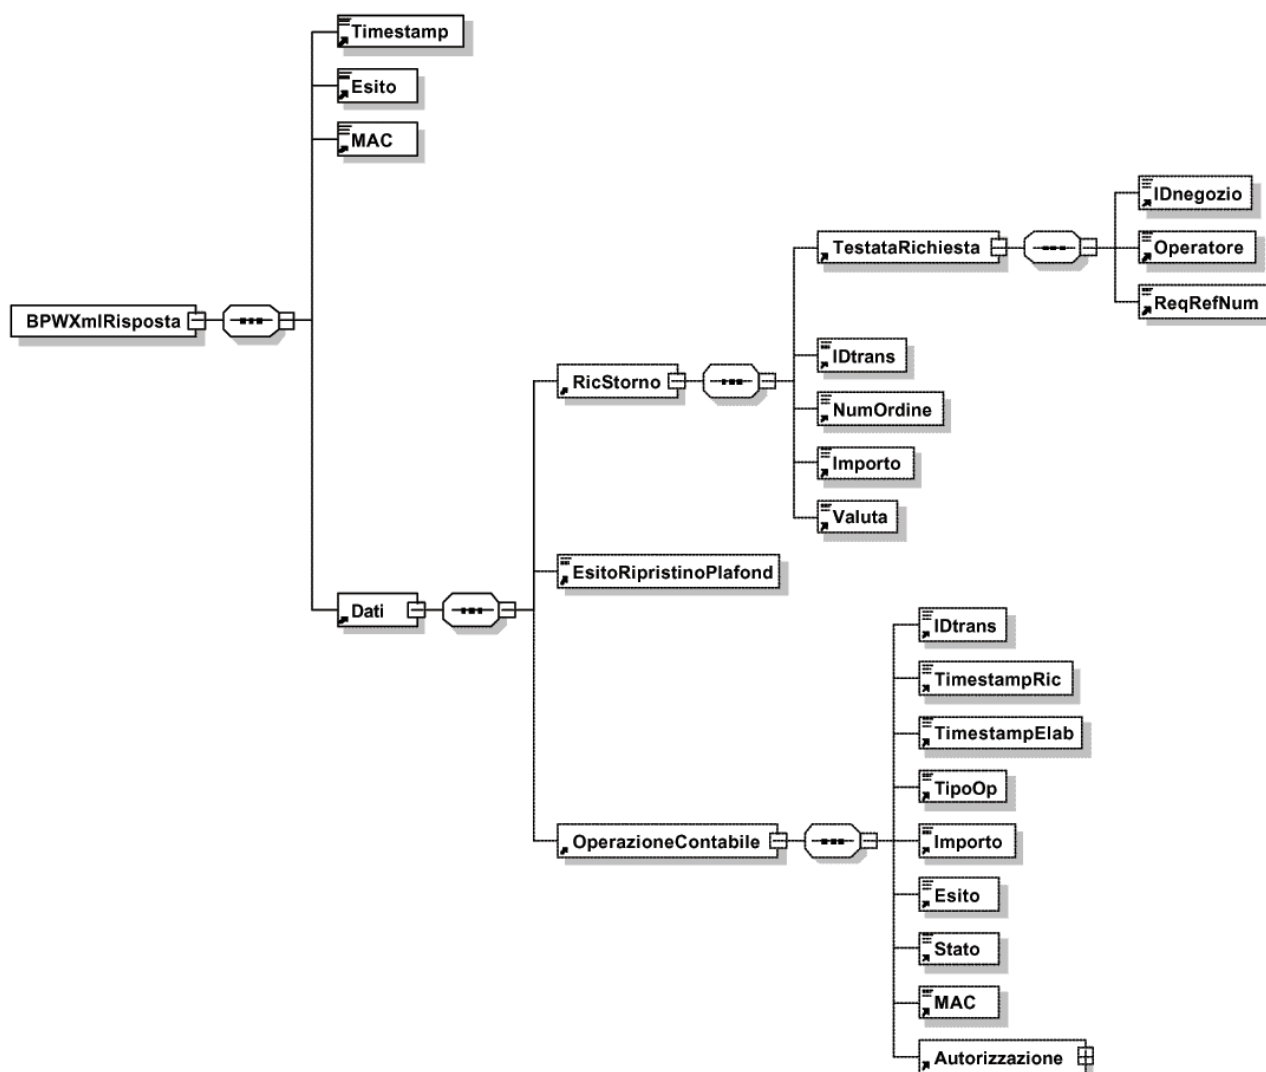 Timestamp
Esito
MAC
IDnegozio
TestataRichiesta
Operatore
ReqRefNum
BPWXmlRisposta
IDtrans
RicStorno
NumOrdine
Importo
Valuta
EsitoRipristinoPlafond
Dati
IDtrans
TimestampRic
TimestampElab
TipoOp
OperazioneContabile
Importo
Esito
Stato
MAC
Autorizzazione